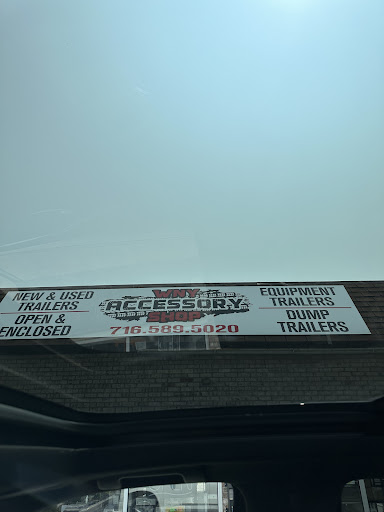 NEW & USED
TRAILERS
OPEN &
ENCLOSED
WNY
ACCESSORY
SHOP
716.589.5020
EQUIPMENT
TRAILERS
DUMP
TRAILERS